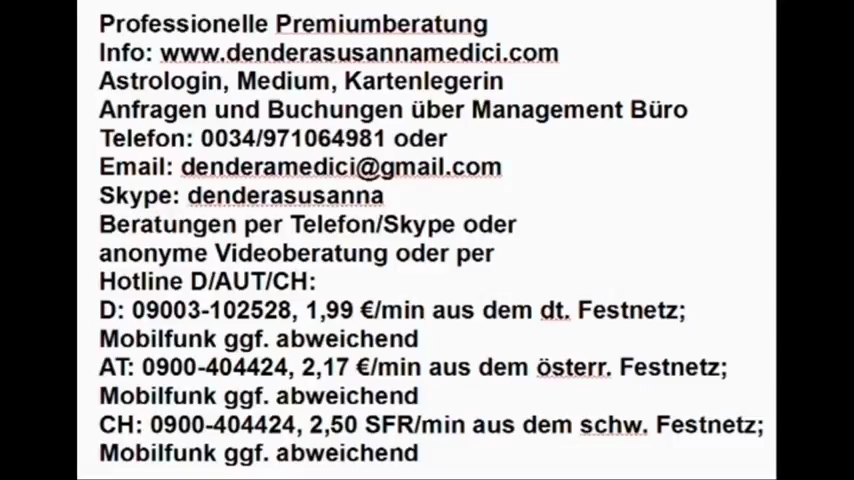 Professionelle Premiumberatung
Info: www.denderasusannamedici.com
Astrologin, Medium, Kartenlegerin
Anfragen und Buchungen über Management Büro
Telefon: 0034/971064981 oder
Email: denderamedici@gmail.com
Skype: denderasusanna
Beratungen per Telefon/Skype oder
anonyme Videoberatung oder per
Hotline D/AUT/CH:
D: 09003-102528, 1,99 €/min aus dem dt. Festnetz;
Mobilfunk ggf. abweichend
AT: 0900-404424, 2,17 €/min aus dem österr. Festnetz;
Mobilfunk ggf. abweichend
CH: 0900-404424, 2,50 SFR/min aus dem schw. Festnetz;
Mobilfunk ggf. abweichend